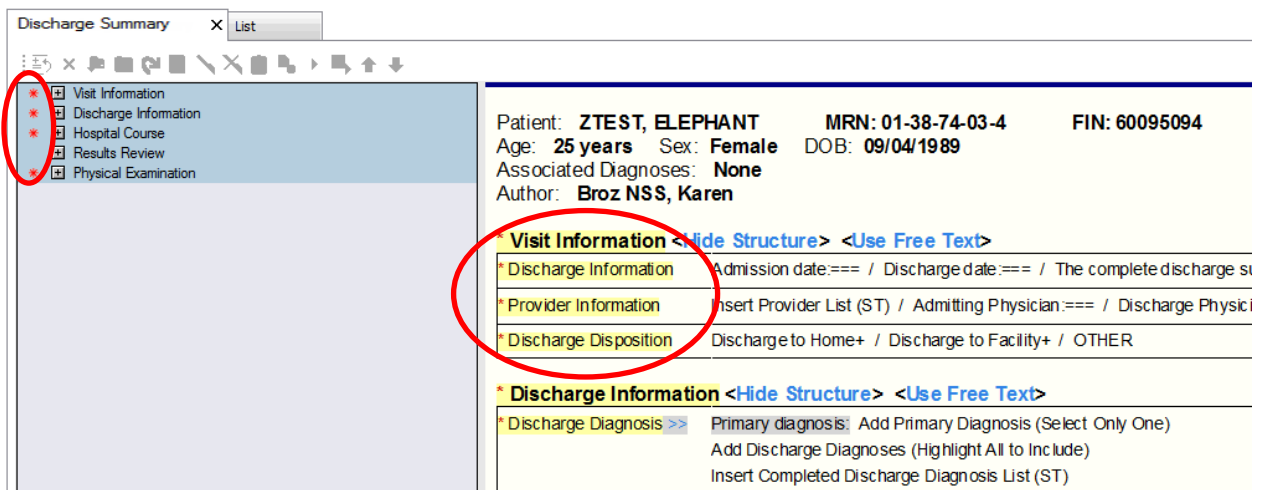 Discharge Summary X List
* + Visit Information
* + Discharge Information
* + Hospital Course
+ Results Review
* + Physical Examination
Patient: ZTEST, ELEPHANT MRN: 01-38-74-03-4 FIN: 60095094
Age: 25 years Sex: Female DOB: 09/04/1989
Associated Diagnoses: None
Author: Broz NSS, Karen
* Visit Information <Hide Structure> <Use Free Text>
* Discharge Information Admission date:=== / Discharge date:=== / The complete discharge
* Provider Information Insert Provider List (ST) / Admitting Physician:=== / Discharge
* Discharge Disposition Discharge to Home+ / Discharge to Facility+ / OTHER
* Discharge Information <Hide Structure> <Use Free Text>
* Discharge Diagnosis >> Primary diagnosis: Add Primary Diagnosis (Select Only One)
Add Discharge Diagnoses (Highlight All to Include)
Insert Completed Discharge Diagnosis List (ST)